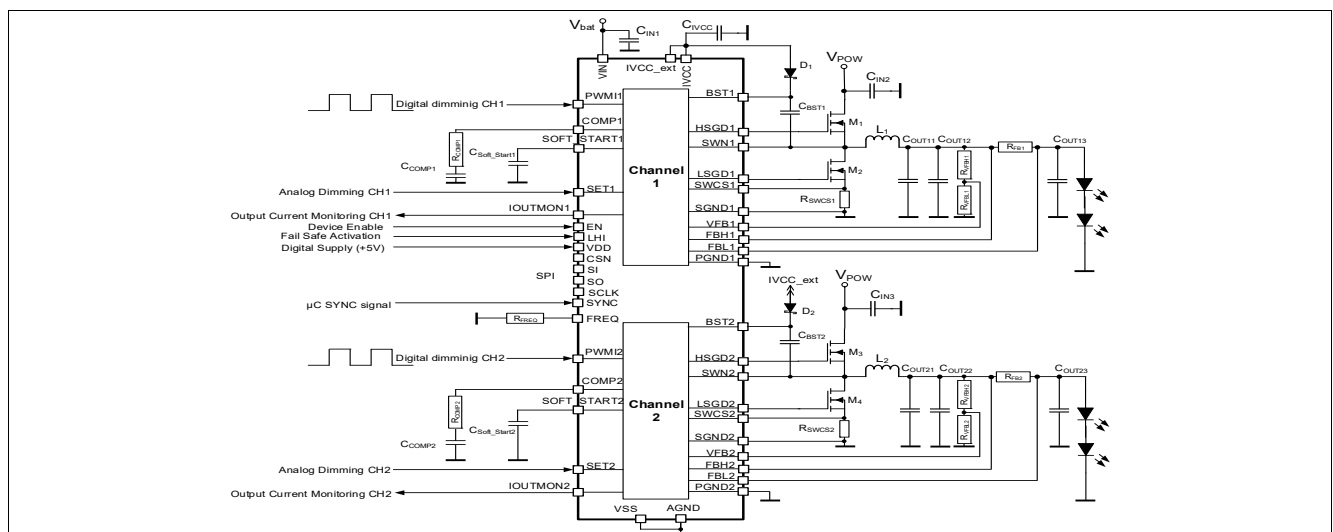 Vbat
CIN1
CIVCC
VIN
IVCC_ext
IVCC
D1
VPOW
CIN2
BST1
CBST1
Digital dimminig CH1
PWMI1
COMP1
HSGD1
M1
L1
COUT11
COUT12
RFB1
COUT13
SOFT_START1
SWN1
RCOMP1
CSoft_Start1
CCOMP1
Channel 1
RVFBH1
RVFBL1
LSGD1
M2
SWCS1
RSWCS1
Analog Dimming CH1
SET1
SGND1
Output Current Monitoring CH1
IOUTMON1
VFB1
Device Enable
EN
FBH1
Fail Safe Activation
LHI
FBL1
Digital Supply (+5V)
VDD
PGND1
CSN
SI
SPI
SO
SCLK
IVCC_ext
VPOW
CIN3
µC SYNC signal
SYNC
D2
RFREQ
FREQ
BST2
CBST2
Digital dimminig CH2
PWMI2
HSGD2
M3
L2
COUT21
COUT22
RFB2
COUT23
COMP2
SWN2
SOFT_START2
RCOMP2
CSoft_Start2
CCOMP2
Channel 2
RVFBH2
RVFBL2
LSGD2
M4
SWCS2
RSWCS2
SGND2
VFB2
Analog Dimming CH2
SET2
FBH2
FBL2
Output Current Monitoring CH2
IOUTMON2
PGND2
VSS
AGND